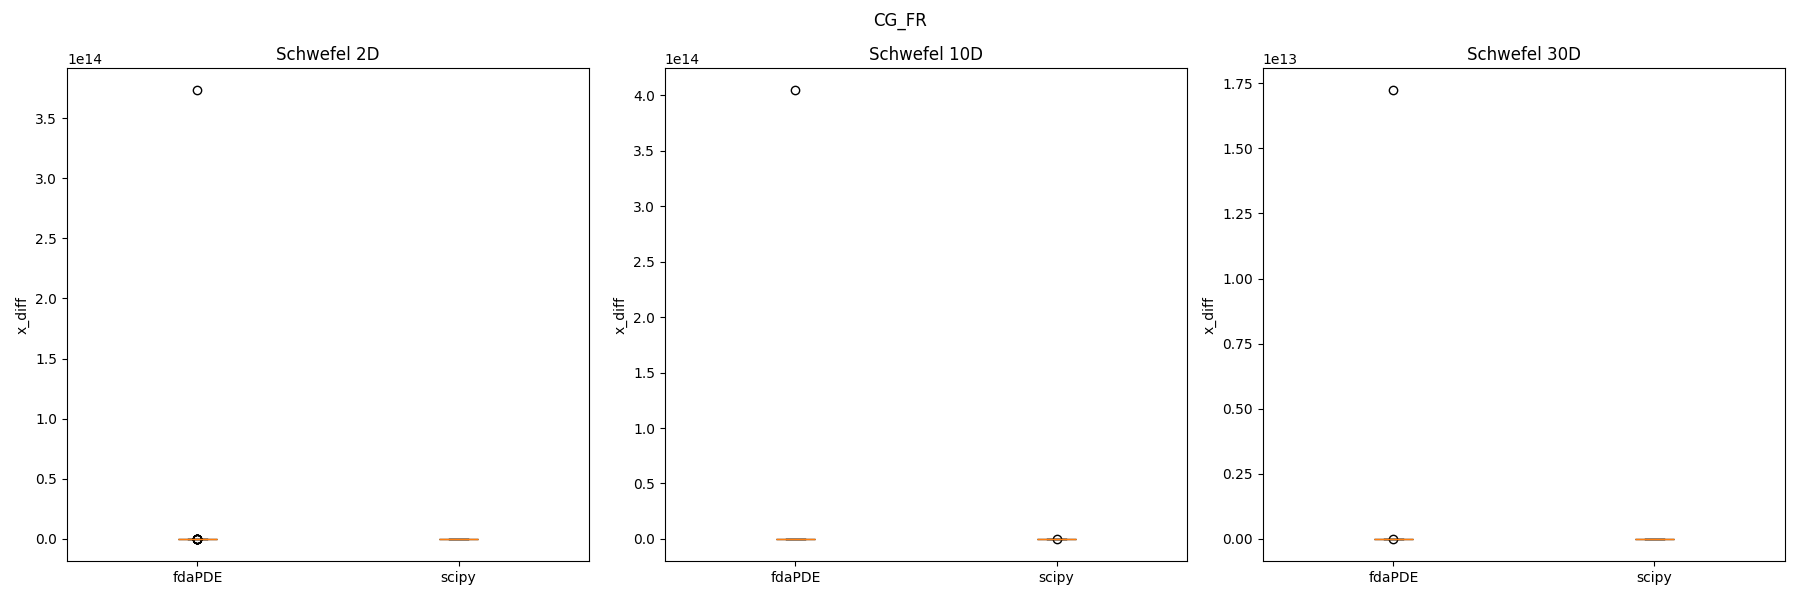 CG_FR
Schwefel 2D
1e14
3.5
3.0
2.5
2.0
1.5
1.0
0.5
0.0
x_diff
fdaPDE
scipy
Schwefel 10D
1e14
4.0
3.5
3.0
2.5
2.0
1.5
1.0
0.5
0.0
x_diff
fdaPDE
scipy
Schwefel 30D
1e13
1.75
1.50
1.25
1.00
0.75
0.50
0.25
0.00
x_diff
fdaPDE
scipy